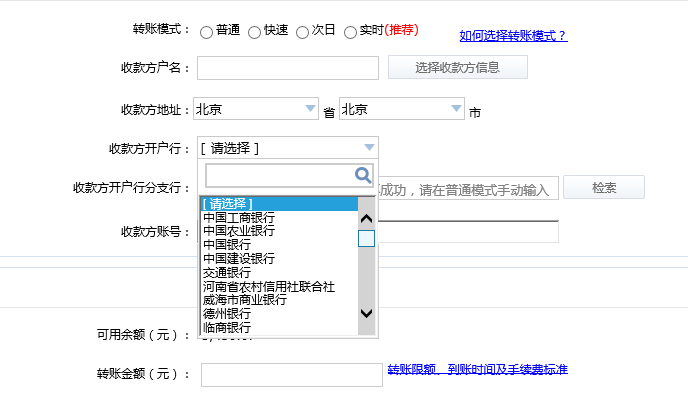 转账模式： 普通 快速 次日 实时(推荐) 如何选择转账模式？
收款方户名： 选择收款方信息
收款方地址： 北京 省 北京 市
收款方开户行： [ 请选择 ]
收款方开户行分支行： 成功，请在普通模式手动输入 检索
[ 请选择 ]
中国工商银行
收款方账号： 中国农业银行
中国银行
中国建设银行
交通银行
河南省农村信用社联合社
威海市商业银行
德州银行
临商银行
可用余额（元）：
转账金额（元）： 转账限额、到账时间及手续费标准